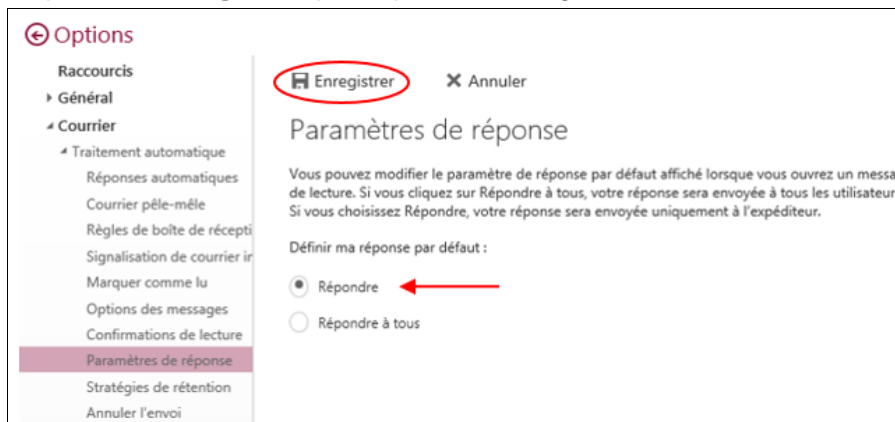 Options
Raccourcis
Général
Courrier
Traitement automatique
Réponses automatiques
Courrier pêle-mêle
Règles de boîte de récepti
Signalisation de courrier ir
Marquer comme lu
Options des messages
Confirmations de lecture
Paramètres de réponse
Stratégies de rétention
Annuler l'envoi
Enregistrer Annuler
Paramètres de réponse
Vous pouvez modifier le paramètre de réponse par défaut affiché lorsque vous ouvrez un messa
de lecture. Si vous cliquez sur Répondre à tous, votre réponse sera envoyée à tous les utilisateur
Si vous choisissez Répondre, votre réponse sera envoyée uniquement à l'expéditeur.
Définir ma réponse par défaut :
Répondre
Répondre à tous